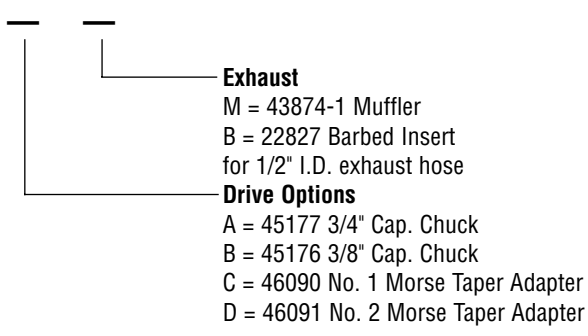 Exhaust
M = 43874-1 Muffler
B = 22827 Barbed Insert
for 1/2" I.D. exhaust hose
Drive Options
A = 45177 3/4" Cap. Chuck
B = 45176 3/8" Cap. Chuck
C = 46090 No. 1 Morse Taper Adapter
D = 46091 No. 2 Morse Taper Adapter